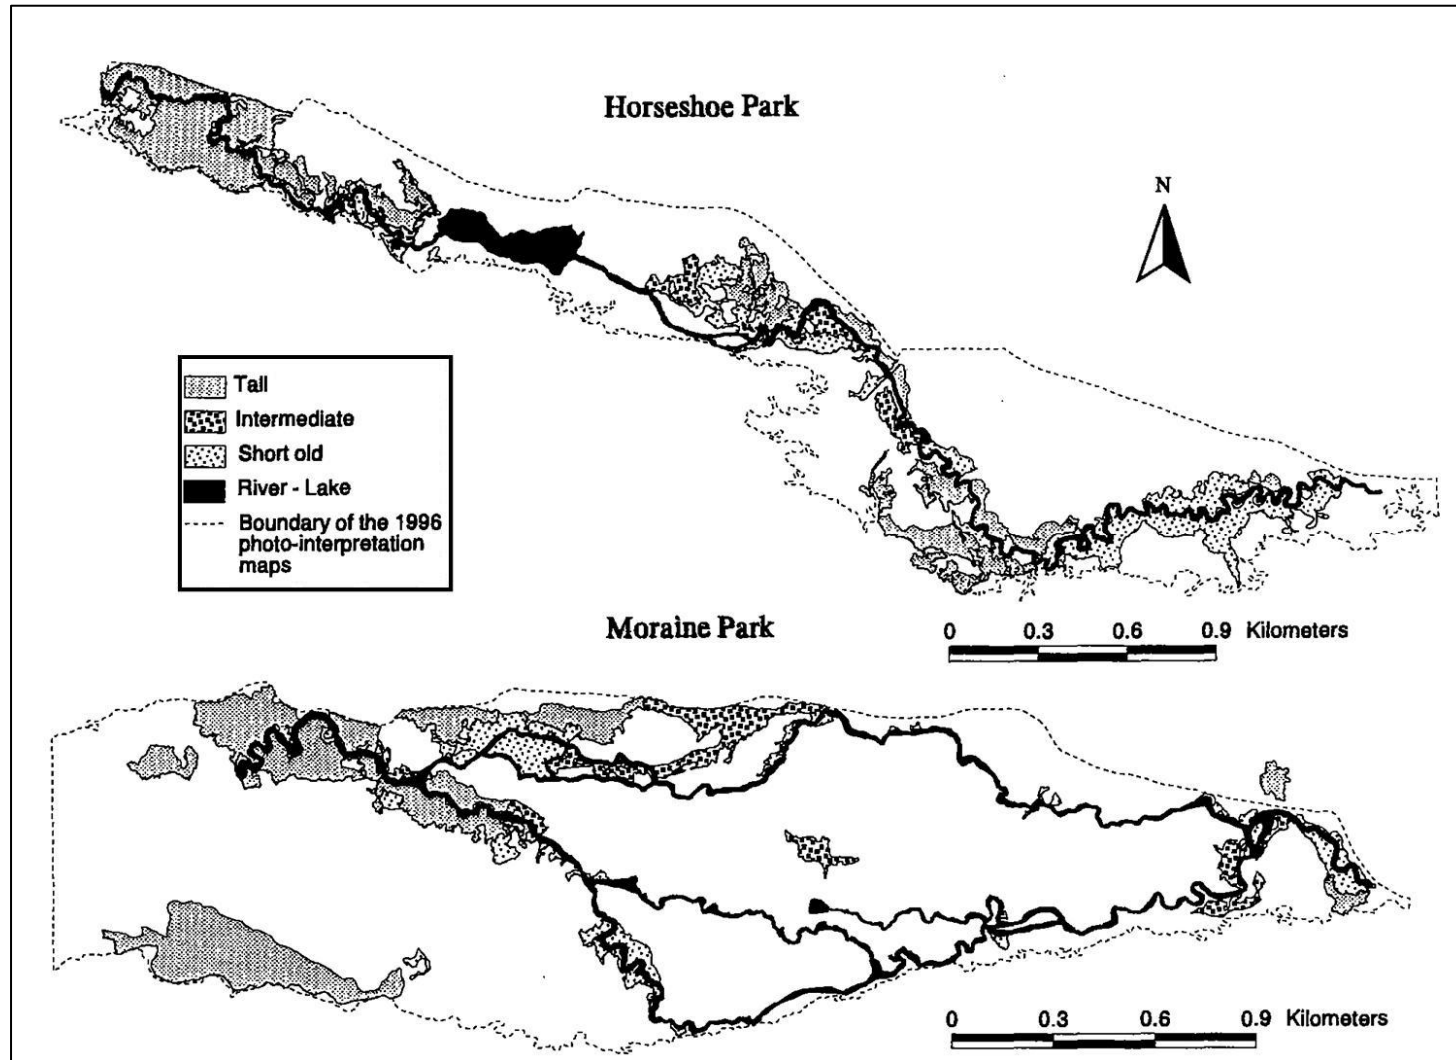 Horseshoe Park
N
Tall
Intermediate
Short old
River - Lake
Boundary of the 1996
photo-interpretation
maps
0 0.3 0.6 0.9 Kilometers
Moraine Park
0 0.3 0.6 0.9 Kilometers